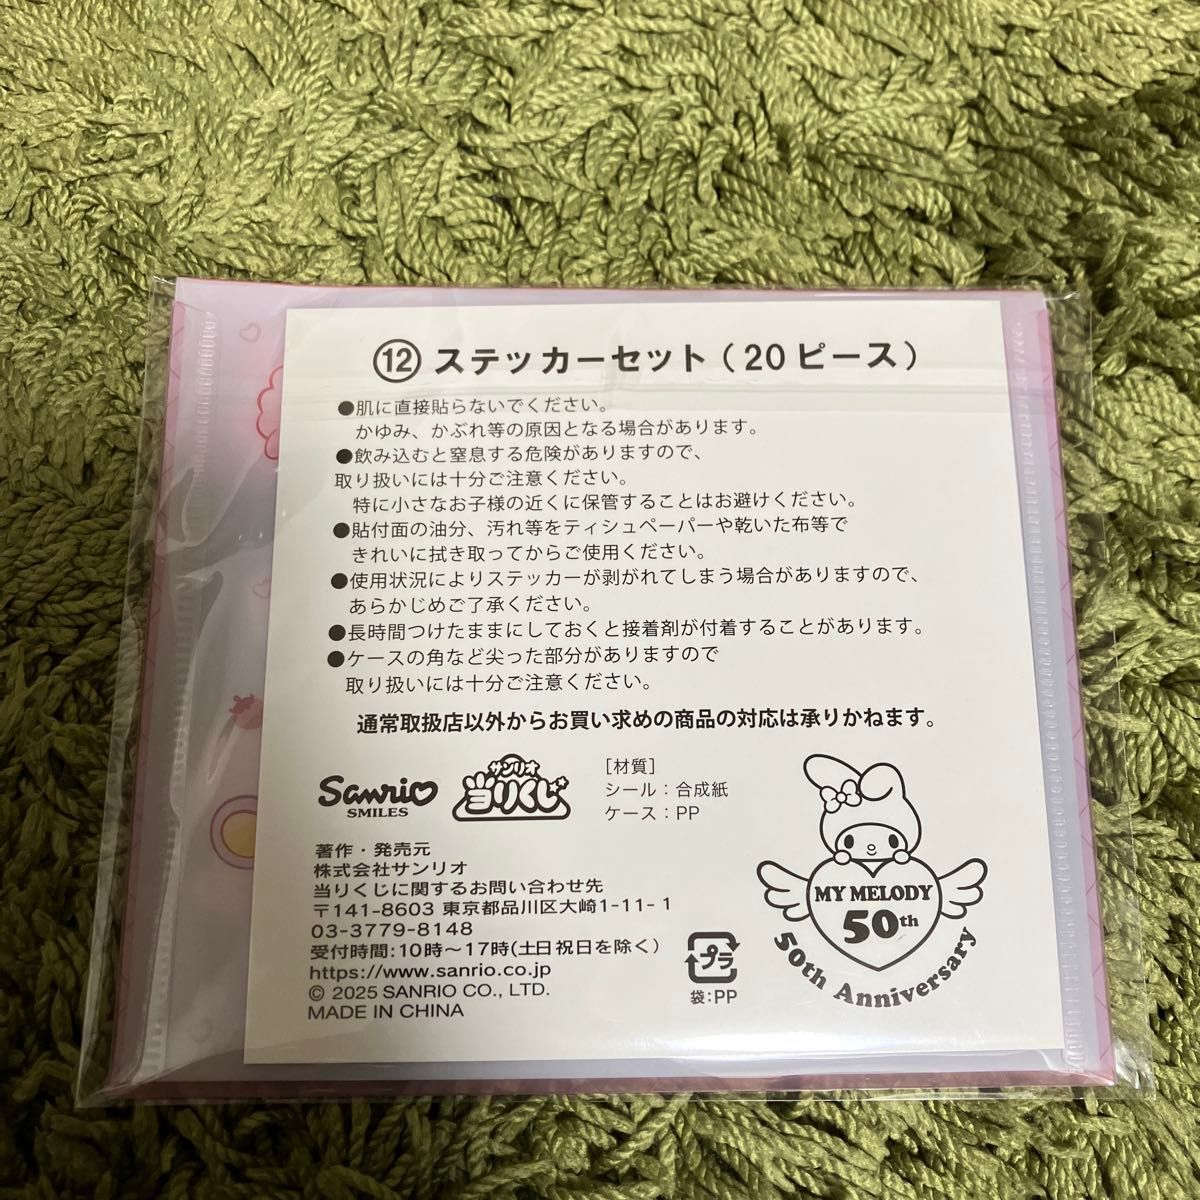 ⑫ステッカーセット（20ピース）
●肌に直接貼らないでください。
かゆみ、かぶれ等の原因となる場合があります。
●飲み込むと窒息する危険がありますので、
取り扱いには十分ご注意ください。
特に小さなお子様の近くに保管することはお避けください。
●貼付面の油分、汚れ等をティシュペーパーや乾いた布等で
きれいに拭き取ってからご使用ください。
●使用状況によりステッカーが剥がれてしまう場合がありますので、
あらかじめご了承ください。
●長時間つけたままにしておくと接着剤が付着することがあります。
●ケースの角など尖った部分がありますので
取り扱いには十分ご注意ください。
通常取扱店以外からお買い求めの商品の対応は承りかねます。
Sanrio
SMILES
サンリオ
当りくじ
［材質］
シール：合成紙
ケース：PP
著作・発売元
株式会社サンリオ
当りくじに関するお問い合わせ先
〒141-8603 東京都品川区大崎1-11-1
03-3779-8148
受付時間：10時～17時(土日祝日を除く)
https://www.sanrio.co.jp
© 2025 SANRIO CO., LTD.
MADE IN CHINA
プラ
袋：PP
MY MELODY
50th
50th Anniversary